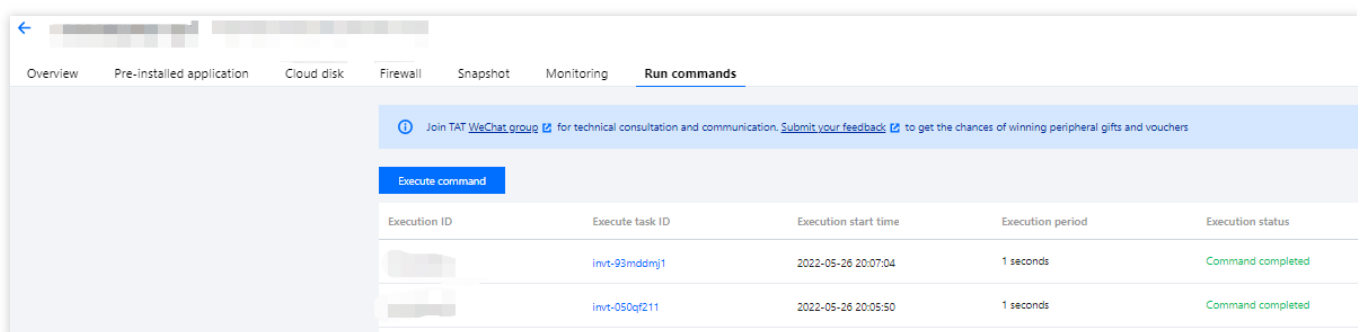 Overview Pre-installed application Cloud disk Firewall Snapshot Monitoring Run commands
Join TAT WeChat group for technical consultation and communication. Submit your feedback to get the chances of winning peripheral gifts and vouchers
Execute command
Execution ID Execute task ID Execution start time Execution period Execution status
invt-93mddmj1 2022-05-26 20:07:04 1 seconds Command completed
invt-050qf211 2022-05-26 20:05:50 1 seconds Command completed